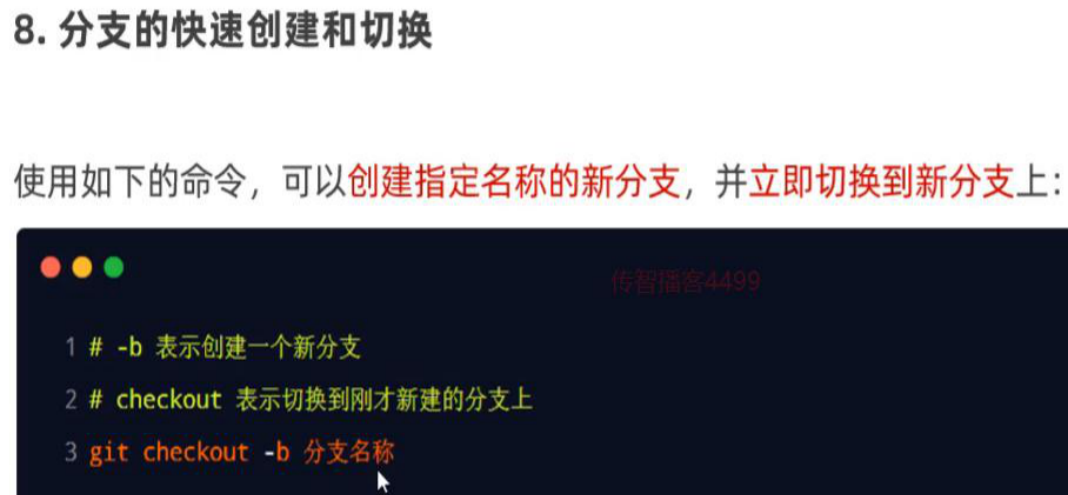 8. 分支的快速创建和切换
使用如下的命令，可以创建指定名称的新分支，并立即切换到新分支上：
传智播客4499
1 # -b 表示创建一个新分支
2 # checkout 表示切换到刚才新建的分支上
3 git checkout -b 分支名称